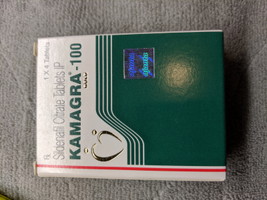 1 X 4 Tablets
Sildenafil Citrate Tablets IP
KAMAGRA®-100